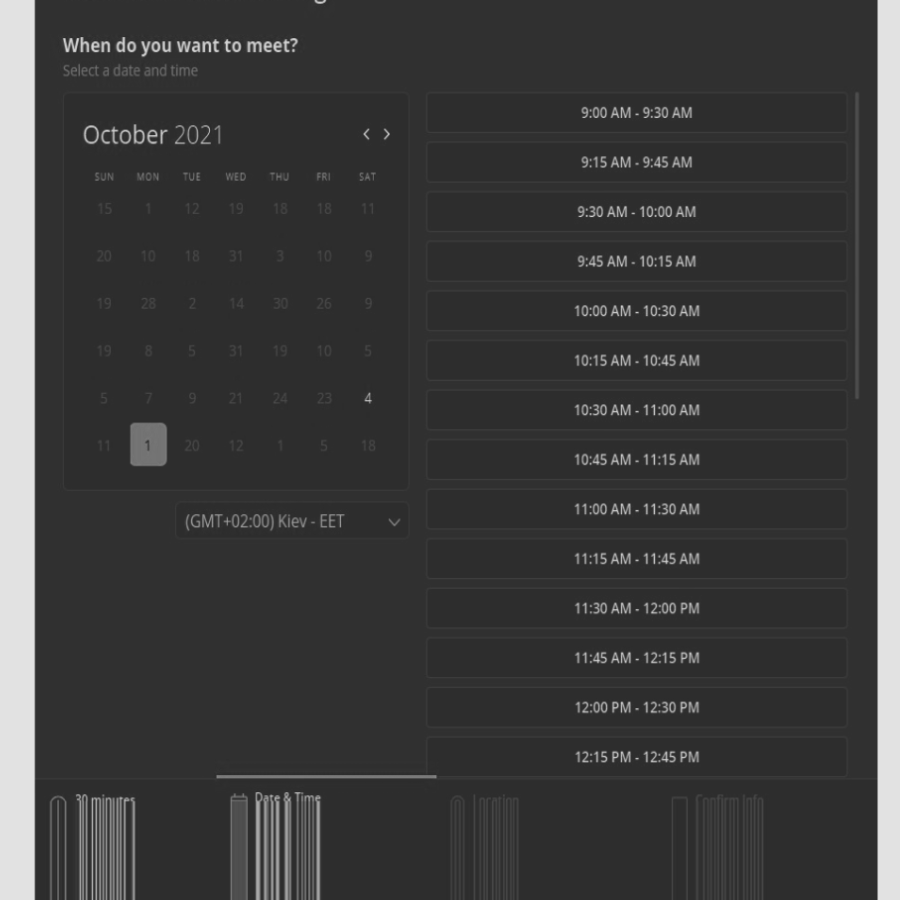 When do you want to meet?
Select a date and time
October 2021
SUN MON TUE WED THU FRI SAT
15 1 12 19 18 18 11
20 10 18 31 3 10 9
19 28 2 14 30 26 9
19 8 5 31 19 10 5
5 7 9 21 24 23 4
11 1 20 12 1 5 18
(GMT+02:00) Kiev - EET
9:00 AM - 9:30 AM
9:15 AM - 9:45 AM
9:30 AM - 10:00 AM
9:45 AM - 10:15 AM
10:00 AM - 10:30 AM
10:15 AM - 10:45 AM
10:30 AM - 11:00 AM
10:45 AM - 11:15 AM
11:00 AM - 11:30 AM
11:15 AM - 11:45 AM
11:30 AM - 12:00 PM
11:45 AM - 12:15 PM
12:00 PM - 12:30 PM
12:15 PM - 12:45 PM
30 minutes
Date & Time
Location
Confirm Info